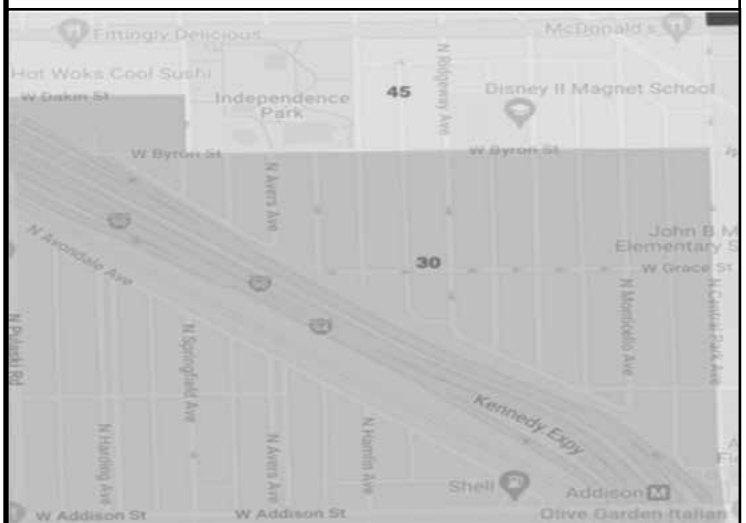 Fittingly Delicious
McDonald's
Hot Woks Cool Sushi
N Ridgeway Ave
45
Disney II Magnet School
W Dakin St
Independence
Park
W Byron St
W Byron St
N Avers Ave
N Avondale Ave
John B M
Elementary S
30
W Grace St
N Monticello Ave
N Central Park Ave
N Pulaski Rd
N Springfield Ave
Kennedy Expy
N Harding Ave
N Avers Ave
N Hamlin Ave
Shell
Addison M
W Addison St
W Addison St
Olive Garden Italian